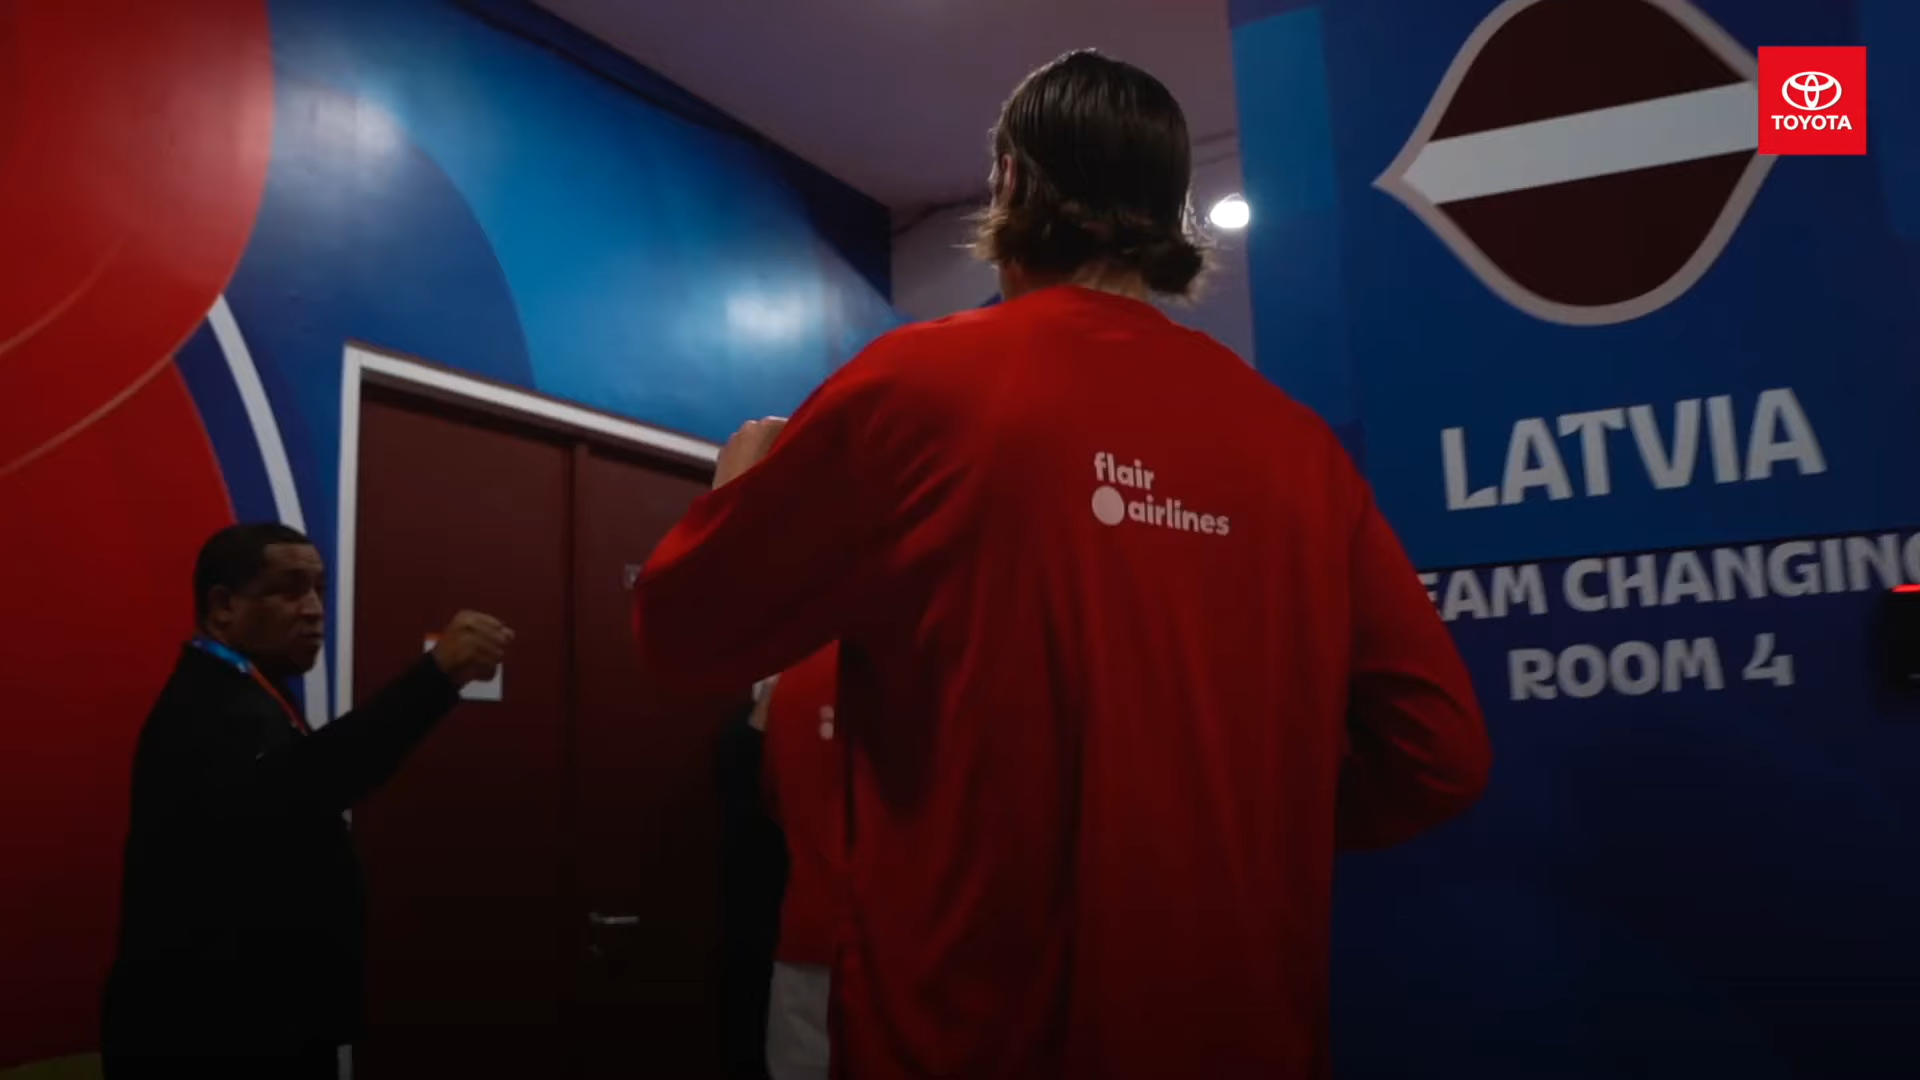 TOYOTA
flair
airlines
LATVIA
EAM CHANGING
ROOM 4